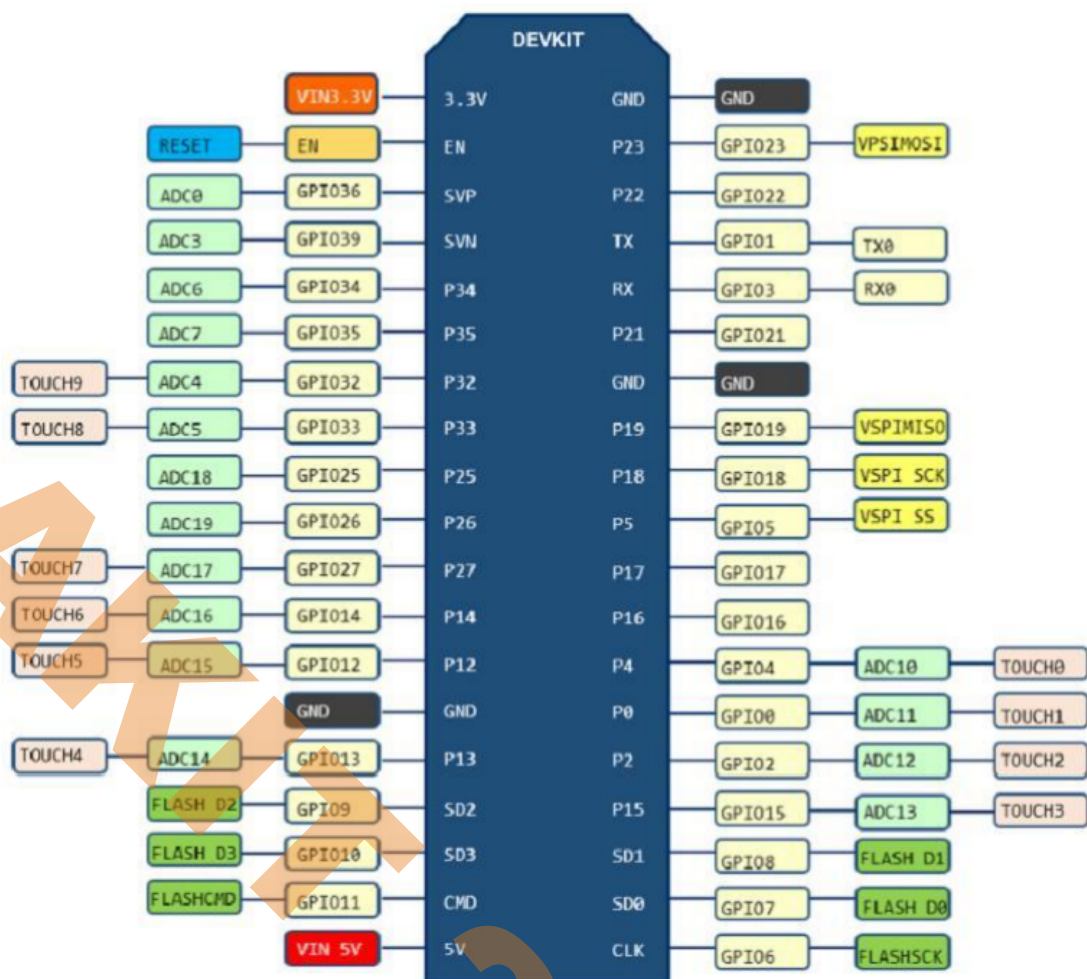 DEVKIT
VIN3.3V 3.3V GND GND
RESET EN EN P23 GPIO23 VPSIMOSI
ADC0 GPIO36 SVP P22 GPIO22
ADC3 GPIO39 SVN TX GPIO1 TX0
ADC6 GPIO34 P34 RX GPIO3 RX0
ADC7 GPIO35 P35 P21 GPIO21
TOUCH9 ADC4 GPIO32 P32 GND GND
TOUCH8 ADC5 GPIO33 P33 P19 GPIO19 VSPIMISO
ADC18 GPIO25 P25 P18 GPIO18 VSPI SCK
ADC19 GPIO26 P26 P5 GPIO5 VSPI SS
TOUCH7 ADC17 GPIO27 P27 P17 GPIO17
TOUCH6 ADC16 GPIO14 P14 P16 GPIO16
TOUCH5 ADC15 GPIO12 P12 P4 GPIO4 ADC10 TOUCH0
GND GND P0 GPIO0 ADC11 TOUCH1
TOUCH4 ADC14 GPIO13 P13 P2 GPIO2 ADC12 TOUCH2
FLASH D2 GPIO9 SD2 P15 GPIO15 ADC13 TOUCH3
FLASH D3 GPIO10 SD3 SD1 GPIO8 FLASH D1
FLASHCMD GPIO11 CMD SD0 GPIO7 FLASH D0
VIN 5V 5V CLK GPIO6 FLASHSCK